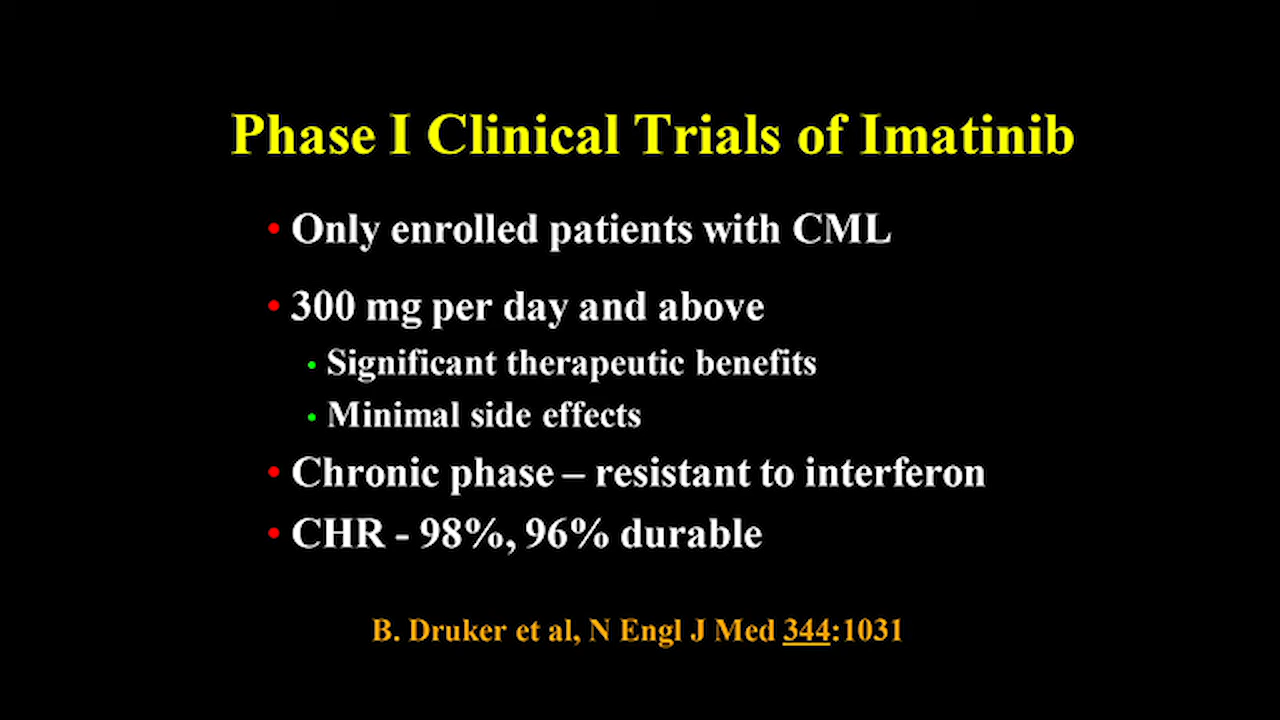 Phase I Clinical Trials of Imatinib
• Only enrolled patients with CML
• 300 mg per day and above
• Significant therapeutic benefits
• Minimal side effects
• Chronic phase – resistant to interferon
• CHR - 98%, 96% durable
B. Druker et al, N Engl J Med 344:1031